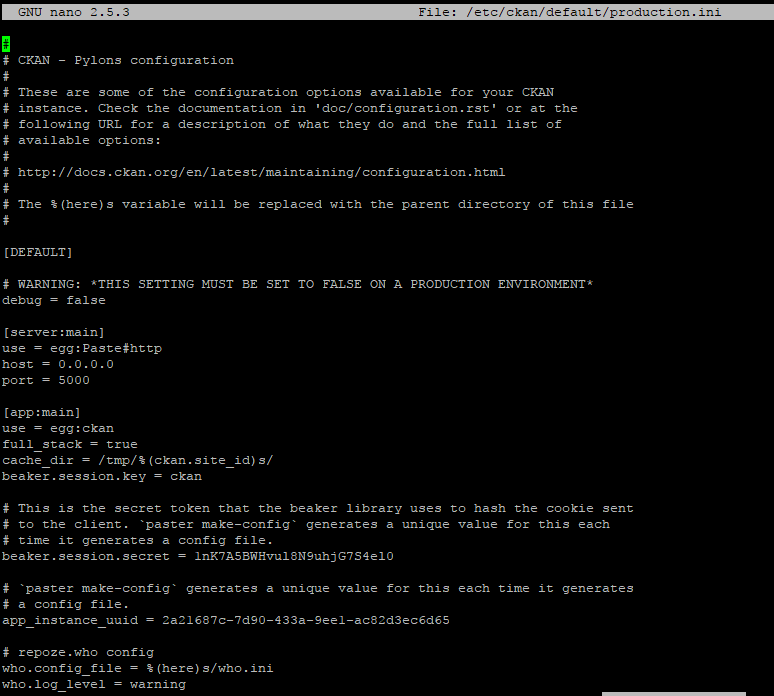 GNU nano 2.5.3 File: /etc/ckan/default/production.ini
#
# CKAN - Pylons configuration
#
# These are some of the configuration options available for your CKAN
# instance. Check the documentation in 'doc/configuration.rst' or at the
# following URL for a description of what they do and the full list of
# available options:
#
# http://docs.ckan.org/en/latest/maintaining/configuration.html
#
# The %(here)s variable will be replaced with the parent directory of this file
#
[DEFAULT]
# WARNING: *THIS SETTING MUST BE SET TO FALSE ON A PRODUCTION ENVIRONMENT*
debug = false
[server:main]
use = egg:Paste#http
host = 0.0.0.0
port = 5000
[app:main]
use = egg:ckan
full_stack = true
cache_dir = /tmp/%(ckan.site_id)s/
beaker.session.key = ckan
# This is the secret token that the beaker library uses to hash the cookie sent
# to the client. `paster make-config` generates a unique value for this each
# time it generates a config file.
beaker.session.secret = 1nK7A5BWHvul8N9uhjG7S4el0
# `paster make-config` generates a unique value for this each time it generates
# a config file.
app_instance_uuid = 2a21687c-7d90-433a-9ee1-ac82d3ec6d65
# repoze.who config
who.config_file = %(here)s/who.ini
who.log_level = warning